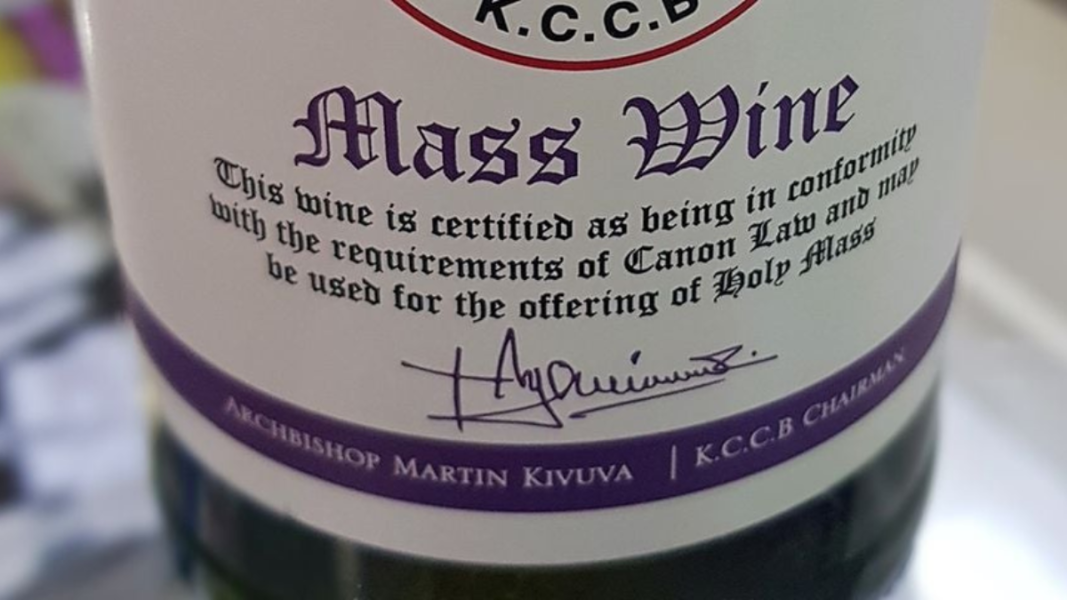 K.C.C.B
Mass Wine
This wine is certified as being in conformity
with the requirements of Canon Law and may
be used for the offering of Holy Mass
ARCHBISHOP MARTIN KIVUVA | K.C.C.B CHAIRMAN